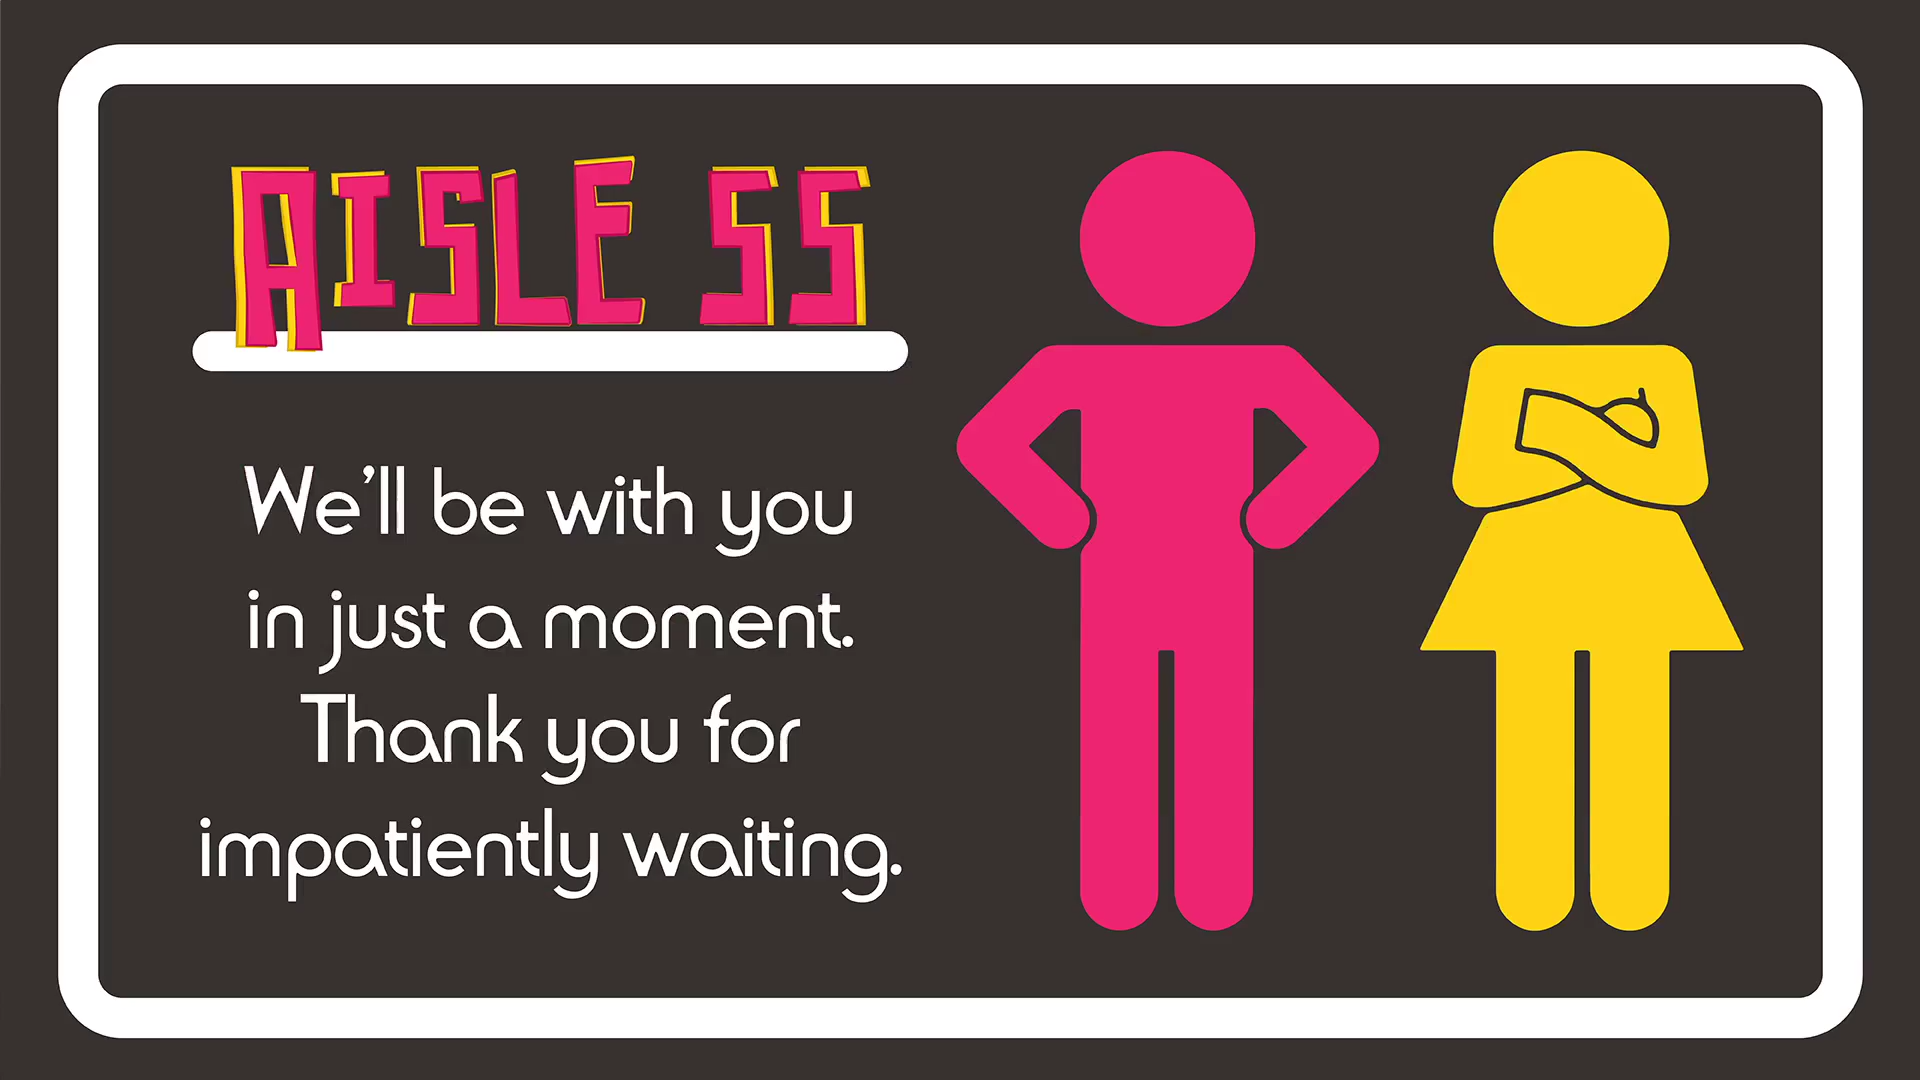 AISLE 55
We'll be with you
in just a moment.
Thank you for
impatiently waiting.